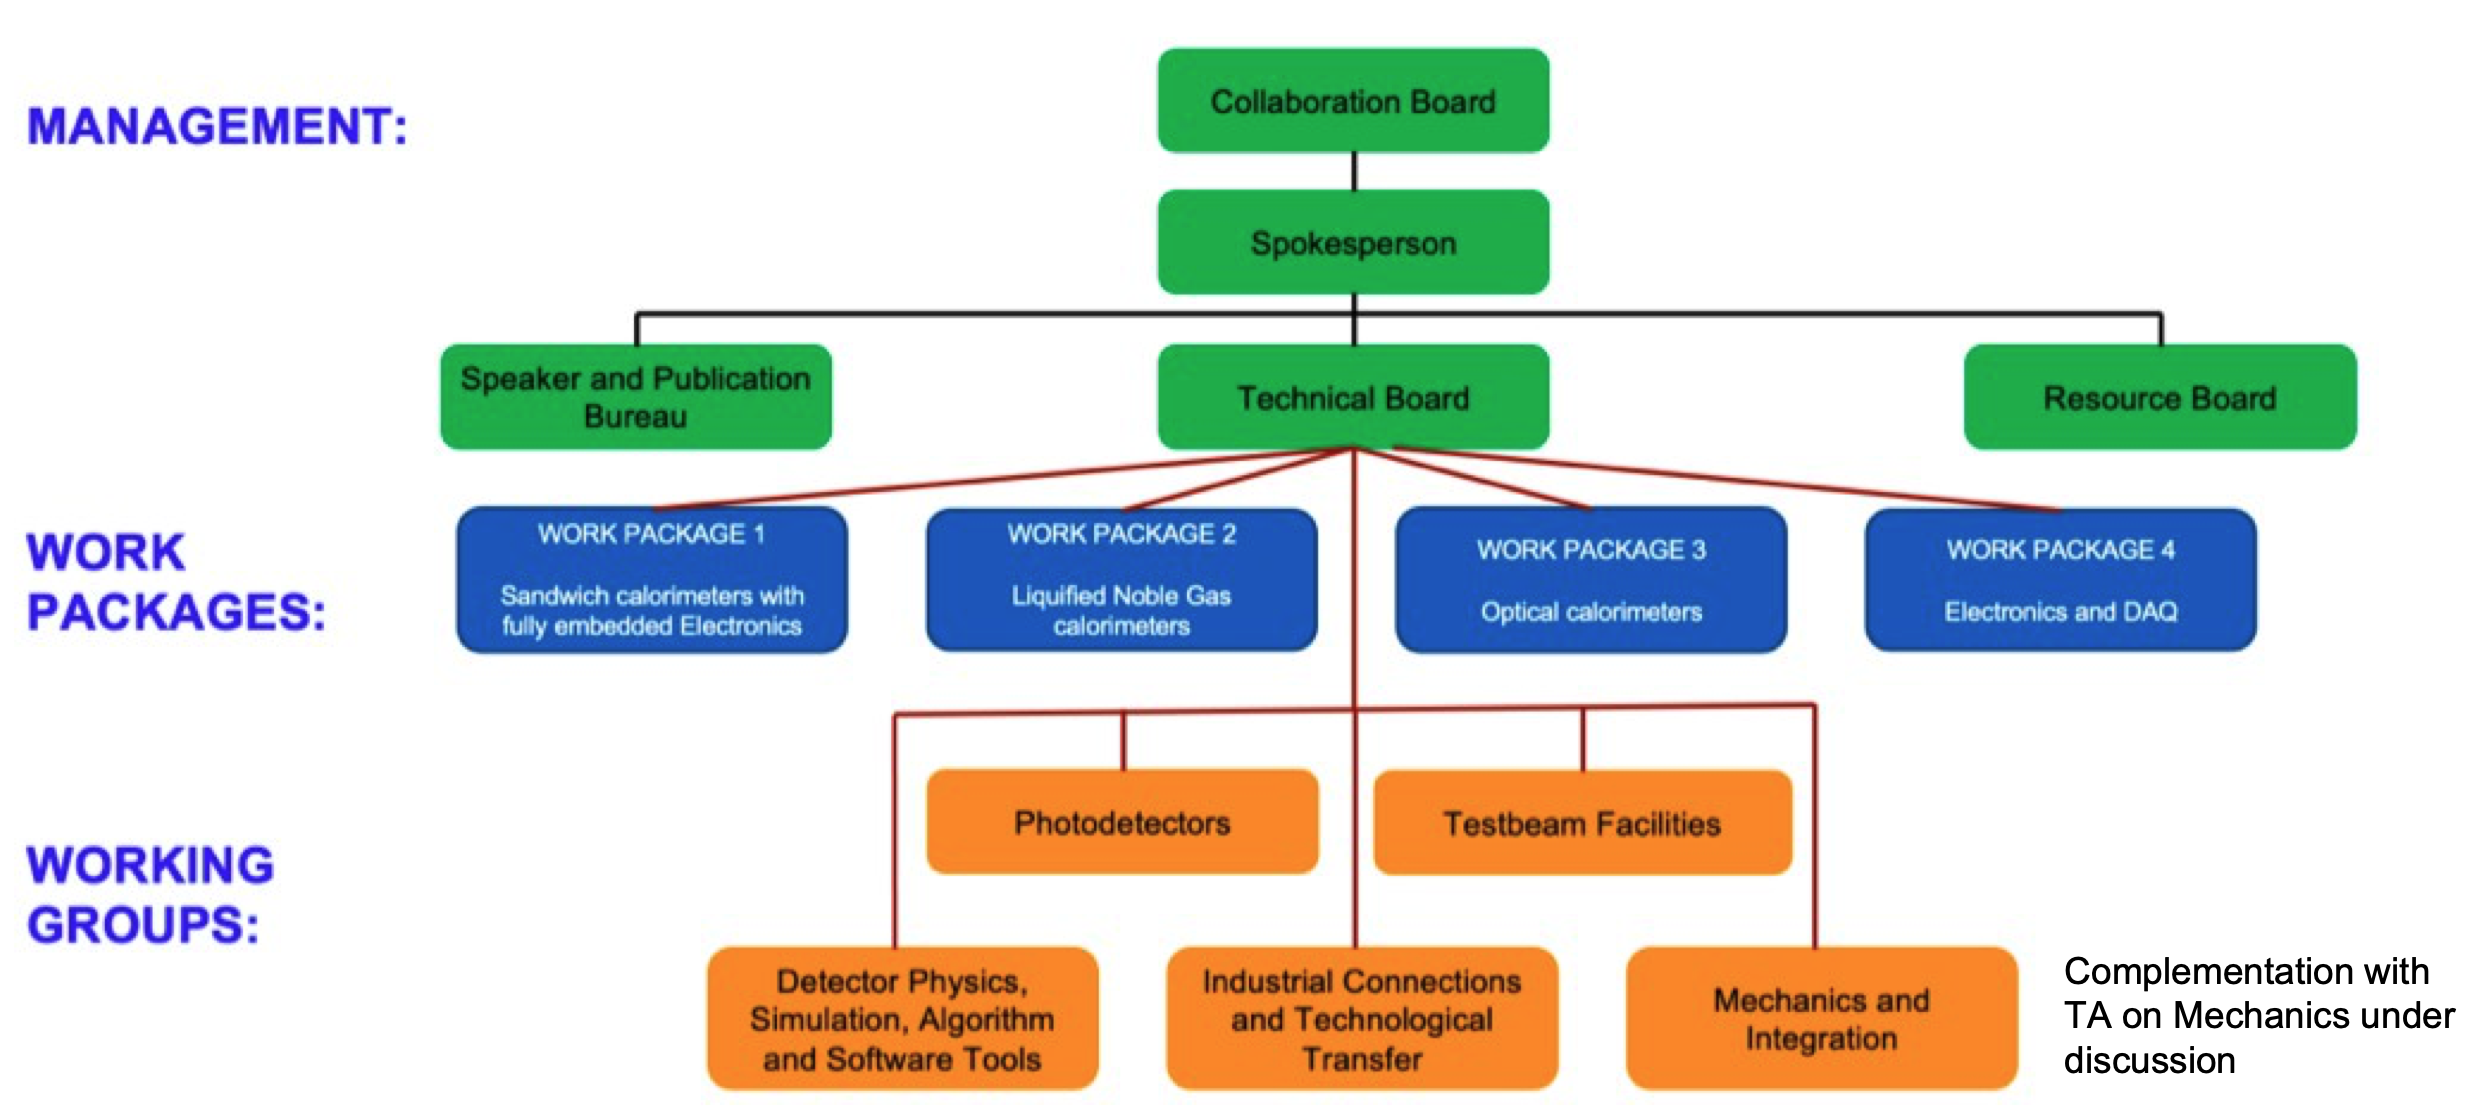 MANAGEMENT:
Collaboration Board
Spokesperson
Speaker and Publication
Bureau
Technical Board
Resource Board
WORK
PACKAGES:
WORK PACKAGE 1
Sandwich calorimeters with
fully embedded Electronics
WORK PACKAGE 2
Liquified Noble Gas
calorimeters
WORK PACKAGE 3
Optical calorimeters
WORK PACKAGE 4
Electronics and DAQ
WORKING
GROUPS:
Photodetectors
Testbeam Facilities
Detector Physics,
Simulation, Algorithm
and Software Tools
Industrial Connections
and Technological
Transfer
Mechanics and
Integration
Complementation with
TA on Mechanics under
discussion